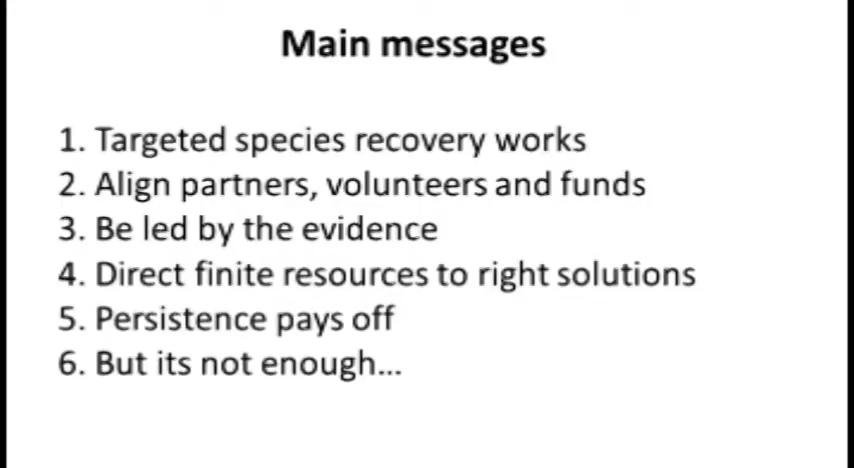 Main messages
1. Targeted species recovery works
2. Align partners, volunteers and funds
3. Be led by the evidence
4. Direct finite resources to right solutions
5. Persistence pays off
6. But its not enough...